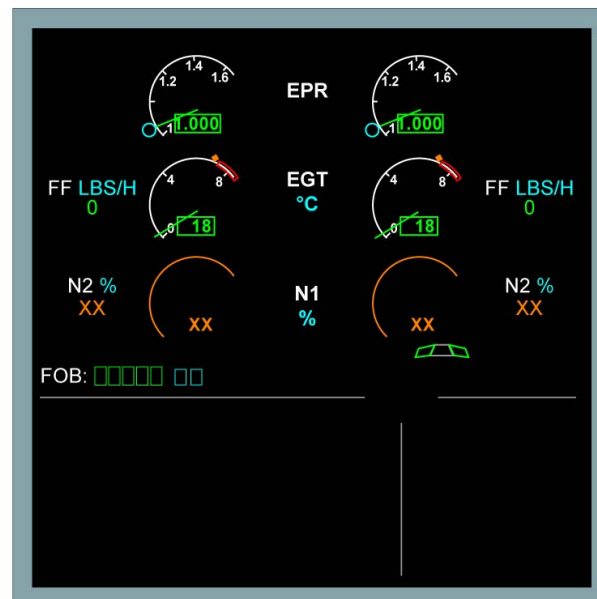 1.2 1.4 1.6 EPR 1.2 1.4 1.6
1 1.000 1 1.000
FF LBS/H 4 8 EGT 4 8 FF LBS/H
0 °C 0
0 18 0 18
N2 % N1 N2 %
XX XX % XX XX
FOB: